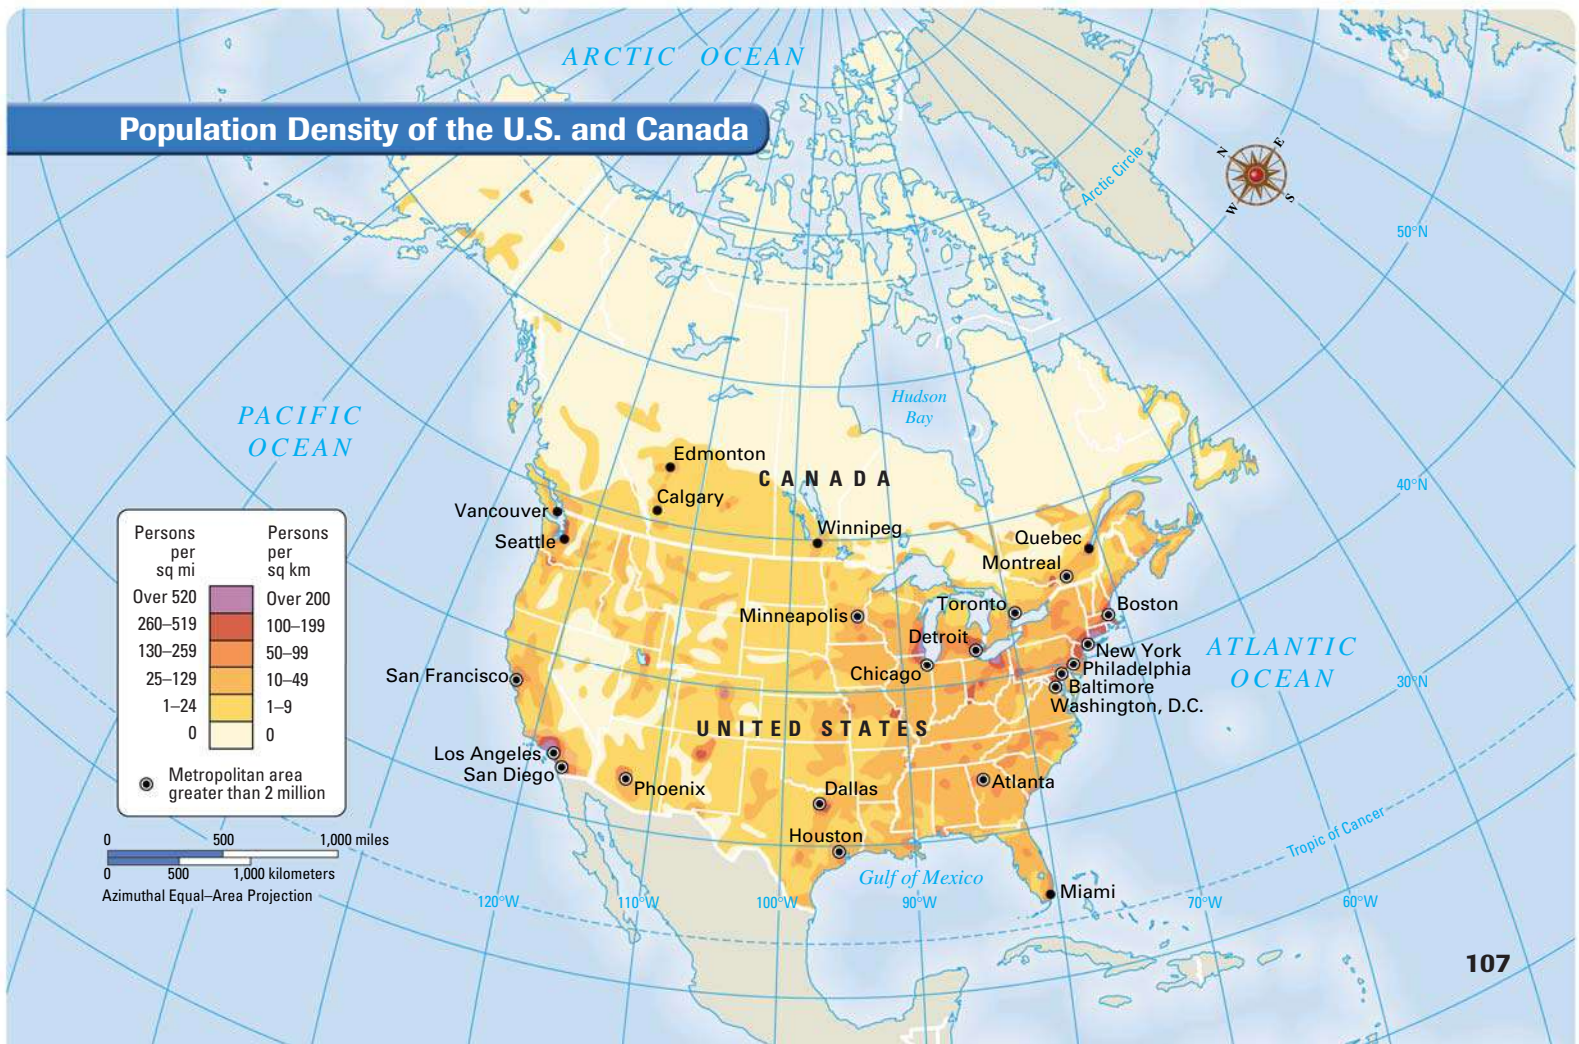 ARCTIC OCEAN
Population Density of the U.S. and Canada
N
E
W
S
Arctic Circle
50°N
PACIFIC
OCEAN
Hudson
Bay
Edmonton
CANADA
40°N
Calgary
Vancouver
Winnipeg
Seattle
Quebec
Montreal
Persons
per
sq mi
Persons
per
sq km
Over 520
Over 200
260–519
100–199
130–259
50–99
25–129
10–49
1–24
1–9
0
0
Metropolitan area
greater than 2 million
Minneapolis
Toronto
Boston
Detroit
New York
ATLANTIC
OCEAN
Chicago
Philadelphia
San Francisco
Baltimore
30°N
Washington, D.C.
UNITED STATES
Los Angeles
San Diego
Phoenix
Dallas
Atlanta
Houston
Tropic of Cancer
0 500 1,000 miles
0 500 1,000 kilometers
Azimuthal Equal–Area Projection
Gulf of Mexico
Miami
120°W
110°W
100°W
90°W
70°W
60°W
107